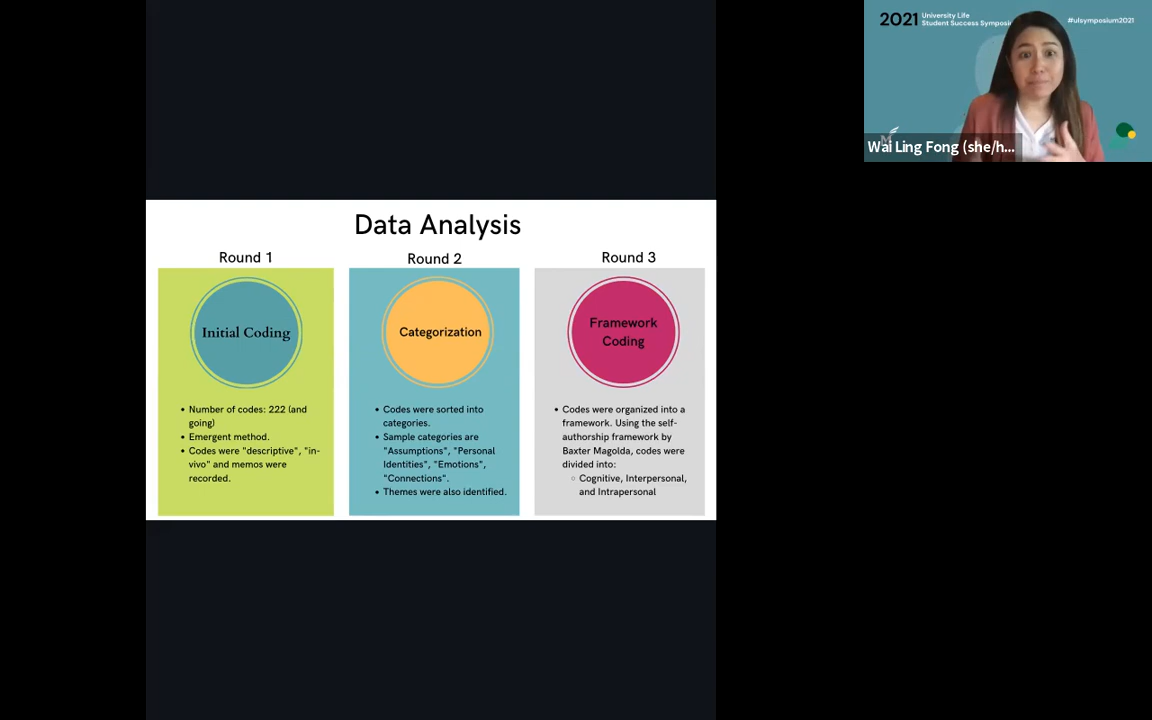 2021
University Life
Student Success Symposi
#ulsymposium2021
Wai Ling Fong (she/h...
Data Analysis
Round 1
Initial Coding
• Number of codes: 222 (and
going)
• Emergent method.
• Codes were "descriptive", "in-
vivo" and memos were
recorded.
Round 2
Categorization
• Codes were sorted into
categories.
• Sample categories are
"Assumptions", "Personal
Identities", "Emotions",
"Connections".
• Themes were also identified.
Round 3
Framework
Coding
• Codes were organized into a
framework. Using the self-
authorship framework by
Baxter Magolda, codes were
divided into:
○ Cognitive, Interpersonal,
and Intrapersonal